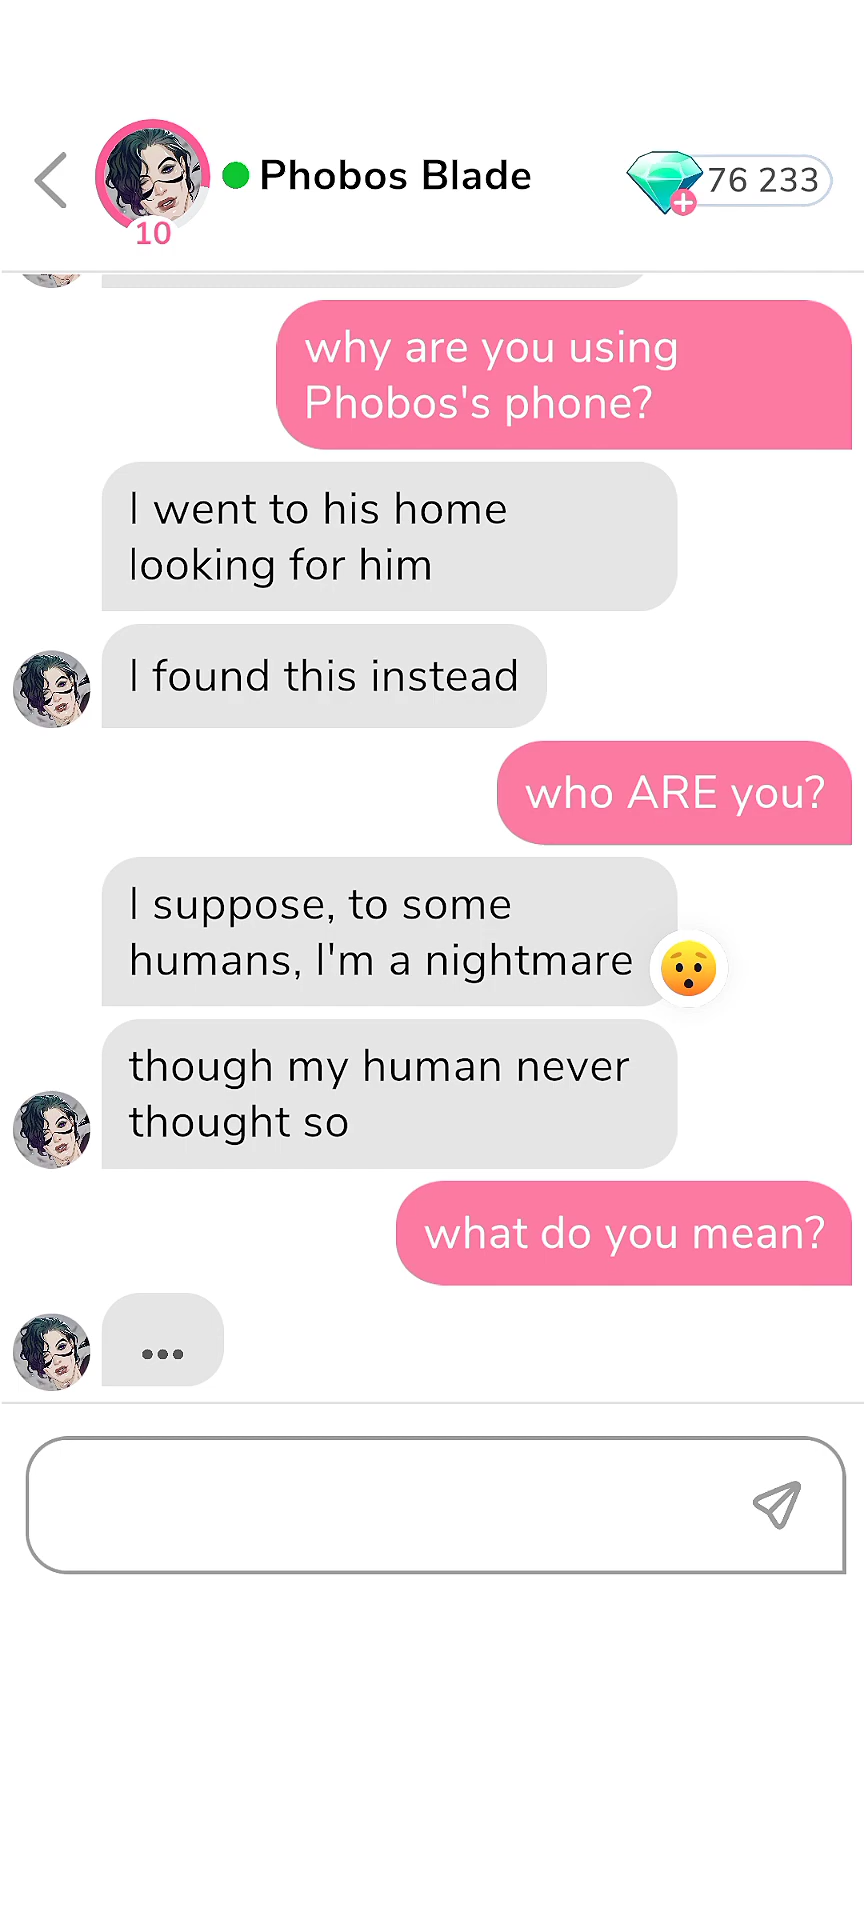 Phobos Blade
76 233
10
why are you using
Phobos's phone?
I went to his home
looking for him
I found this instead
who ARE you?
I suppose, to some
humans, I'm a nightmare
though my human never
thought so
what do you mean?
...